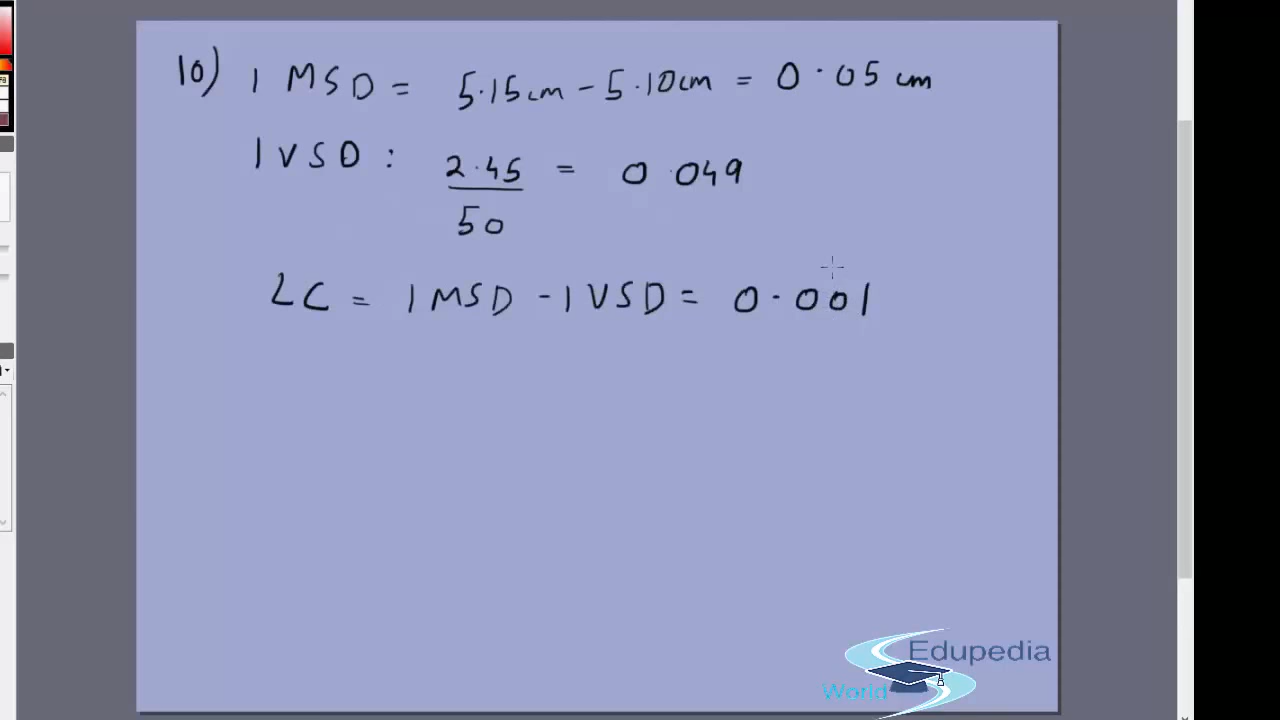 10) 1 MSD = 5.15cm - 5.10cm = 0.05 cm
1 VSD : 2.45 = 0.049
50
LC = 1 MSD - 1 VSD = 0.001
Edupedia
World